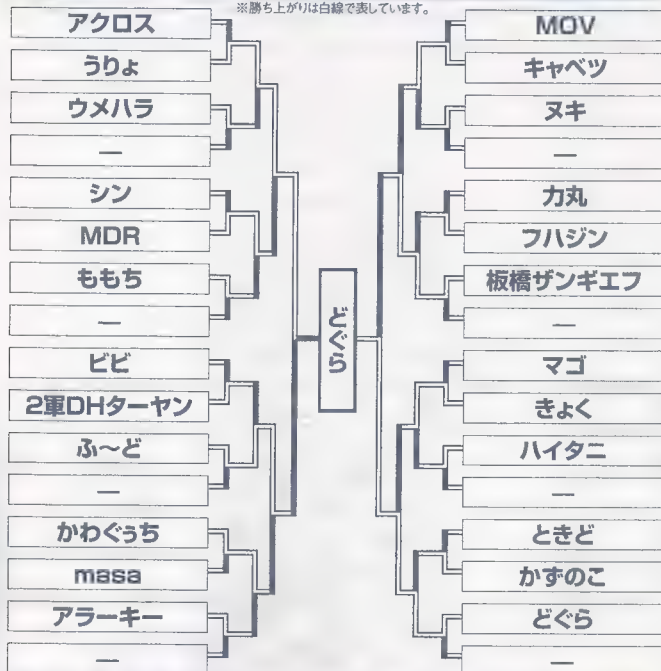 ※勝ち上がりは白線で表しています。
アクロス
うりょ
ウメハラ
—
シン
MDR
ももち
—
ビビ
2軍DHターヤン
ふ～ど
—
かわぐぅち
masa
アラーキー
—
どぐら
MOV
キャベツ
ヌキ
—
力丸
フハジン
板橋ザンギエフ
—
マゴ
きょく
ハイタニ
—
ときど
かずのこ
どぐら
—